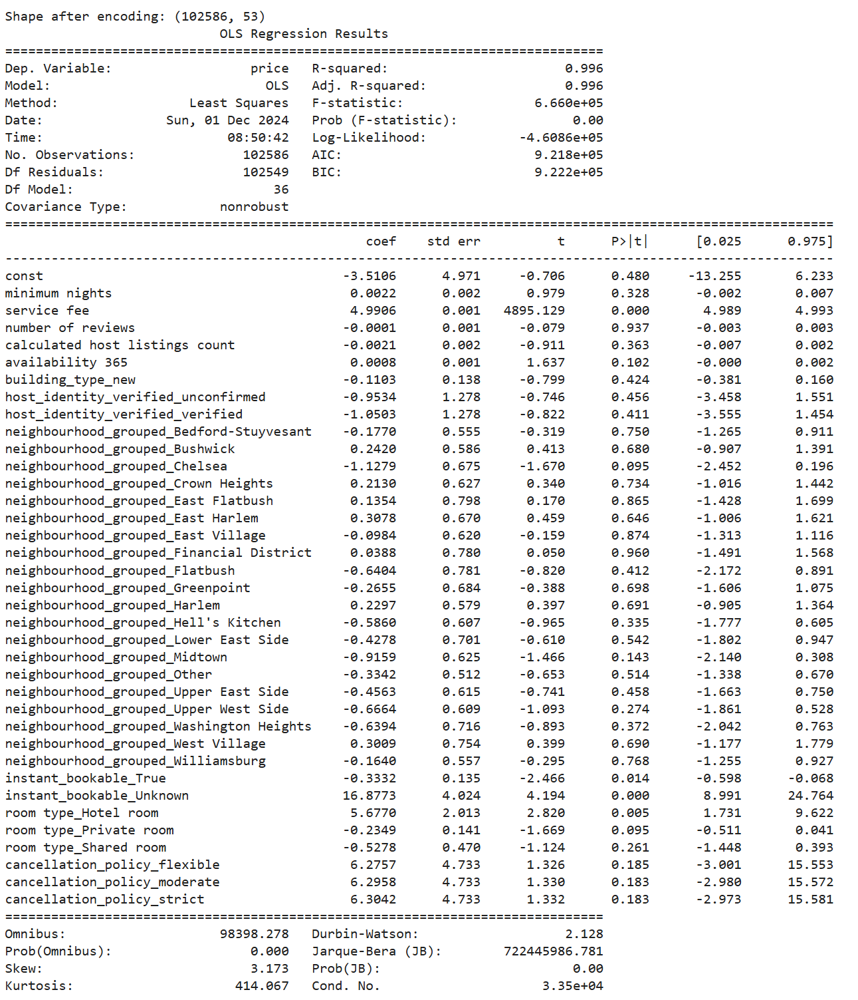 Shape after encoding: (102586, 53)
OLS Regression Results
==============================================================================
Dep. Variable:                  price   R-squared:                       0.996
Model:                            OLS   Adj. R-squared:                  0.996
Method:                 Least Squares   F-statistic:                 6.660e+05
Date:                Sun, 01 Dec 2024   Prob (F-statistic):               0.00
Time:                        08:50:42   Log-Likelihood:            -4.6086e+05
No. Observations:              102586   AIC:                         9.218e+05
Df Residuals:                  102549   BIC:                         9.222e+05
Df Model:                          36
Covariance Type:            nonrobust
============================================================================================================
                                               coef    std err          t      P>|t|      [0.025      0.975]
------------------------------------------------------------------------------------------------------------
const                                       -3.5106      4.971     -0.706      0.480     -13.255       6.233
minimum nights                               0.0022      0.002      0.979      0.328      -0.002       0.007
service fee                                  4.9906      0.001   4895.129      0.000       4.989       4.993
number of reviews                           -0.0001      0.001     -0.079      0.937      -0.003       0.003
calculated host listings count              -0.0021      0.002     -0.911      0.363      -0.007       0.002
availability 365                             0.0008      0.001      1.637      0.102      -0.000       0.002
building_type_new                           -0.1103      0.138     -0.799      0.424      -0.381       0.160
host_identity_verified_unconfirmed          -0.9534      1.278     -0.746      0.456      -3.458       1.551
host_identity_verified_verified             -1.0503      1.278     -0.822      0.411      -3.555       1.454
neighbourhood_grouped_Bedford-Stuyvesant    -0.1770      0.555     -0.319      0.750      -1.265       0.911
neighbourhood_grouped_Bushwick               0.2420      0.586      0.413      0.680      -0.907       1.391
neighbourhood_grouped_Chelsea               -1.1279      0.675     -1.670      0.095      -2.452       0.196
neighbourhood_grouped_Crown Heights          0.2130      0.627      0.340      0.734      -1.016       1.442
neighbourhood_grouped_East Flatbush          0.1354      0.798      0.170      0.865      -1.428       1.699
neighbourhood_grouped_East Harlem            0.3078      0.670      0.459      0.646      -1.006       1.621
neighbourhood_grouped_East Village          -0.0984      0.620     -0.159      0.874      -1.313       1.116
neighbourhood_grouped_Financial District     0.0388      0.780      0.050      0.960      -1.491       1.568
neighbourhood_grouped_Flatbush              -0.6404      0.781     -0.820      0.412      -2.172       0.891
neighbourhood_grouped_Greenpoint            -0.2655      0.684     -0.388      0.698      -1.606       1.075
neighbourhood_grouped_Harlem                 0.2297      0.579      0.397      0.691      -0.905       1.364
neighbourhood_grouped_Hell's Kitchen        -0.5860      0.607     -0.965      0.335      -1.777       0.605
neighbourhood_grouped_Lower East Side       -0.4278      0.701     -0.610      0.542      -1.802       0.947
neighbourhood_grouped_Midtown               -0.9159      0.625     -1.466      0.143      -2.140       0.308
neighbourhood_grouped_Other                 -0.3342      0.512     -0.653      0.514      -1.338       0.670
neighbourhood_grouped_Upper East Side       -0.4563      0.615     -0.741      0.458      -1.663       0.750
neighbourhood_grouped_Upper West Side       -0.6664      0.609     -1.093      0.274      -1.861       0.528
neighbourhood_grouped_Washington Heights    -0.6394      0.716     -0.893      0.372      -2.042       0.763
neighbourhood_grouped_West Village           0.3009      0.754      0.399      0.690      -1.177       1.779
neighbourhood_grouped_Williamsburg          -0.1640      0.557     -0.295      0.768      -1.255       0.927
instant_bookable_True                       -0.3332      0.135     -2.466      0.014      -0.598      -0.068
instant_bookable_Unknown                    16.8773      4.024      4.194      0.000       8.991      24.764
room type_Hotel room                         5.6770      2.013      2.820      0.005       1.731       9.622
room type_Private room                      -0.2349      0.141     -1.669      0.095      -0.511       0.041
room type_Shared room                       -0.5278      0.470     -1.124      0.261      -1.448       0.393
cancellation_policy_flexible                 6.2757      4.733      1.326      0.185      -3.001      15.553
cancellation_policy_moderate                 6.2958      4.733      1.330      0.183      -2.980      15.572
cancellation_policy_strict                   6.3042      4.733      1.332      0.183      -2.973      15.581
==============================================================================
Omnibus:                    98398.278   Durbin-Watson:                   2.128
Prob(Omnibus):                  0.000   Jarque-Bera (JB):        722445986.781
Skew:                           3.173   Prob(JB):                         0.00
Kurtosis:                     414.067   Cond. No.                     3.35e+04